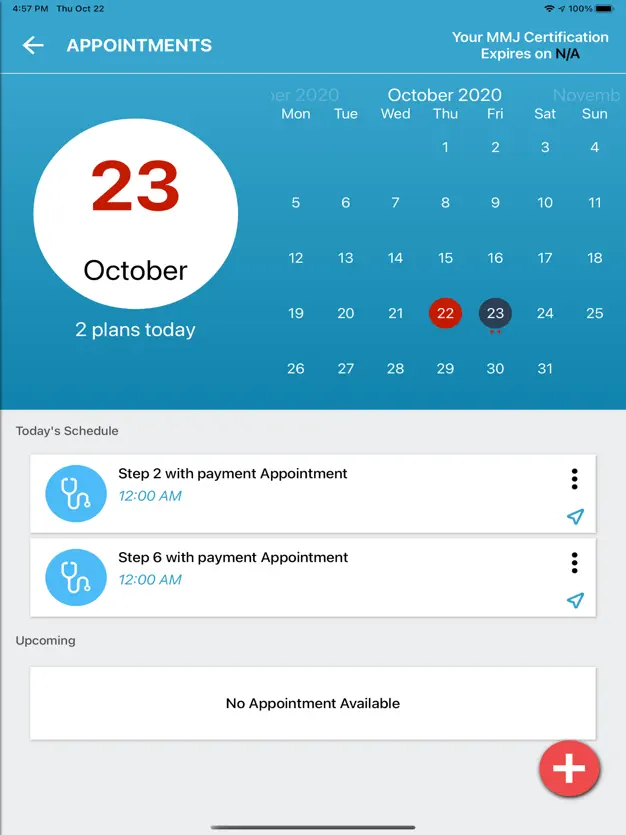 4:57 PM Thu Oct 22
100%
APPOINTMENTS
Your MMJ Certification
Expires on N/A
ber 2020 October 2020 Novemb
Mon Tue Wed Thu Fri Sat Sun
1 2 3 4
5 6 7 8 9 10 11
12 13 14 15 16 17 18
19 20 21 22 23 24 25
26 27 28 29 30 31
23
October
2 plans today
Today's Schedule
Step 2 with payment Appointment
12:00 AM
Step 6 with payment Appointment
12:00 AM
Upcoming
No Appointment Available